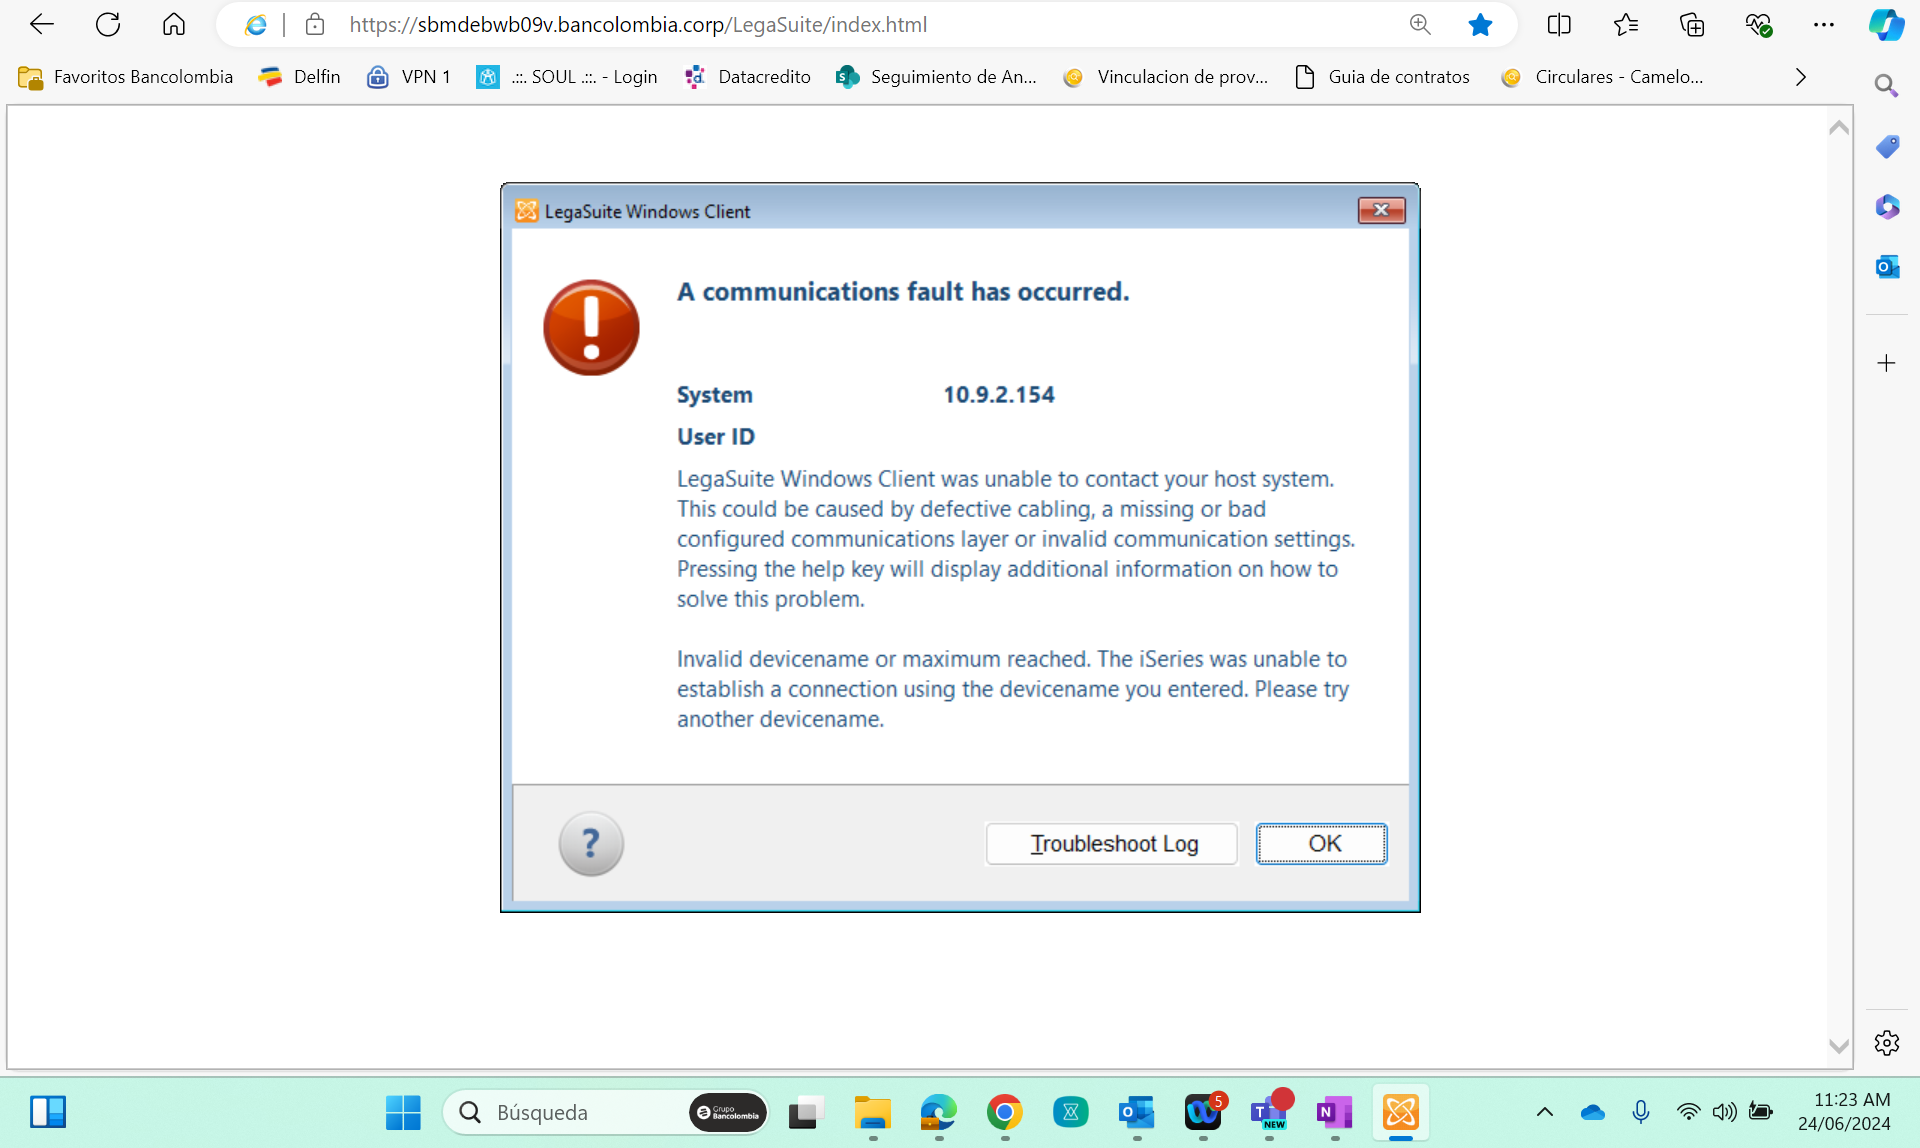 https://sbmdebwb09v.bancolombia.corp/LegaSuite/index.html
Favoritos Bancolombia
Delfin
VPN 1
.::. SOUL .::. - Login
Datacredito
Seguimiento de An...
Vinculacion de prov...
Guia de contratos
Circulares - Camelo...
LegaSuite Windows Client
A communications fault has occurred.
System 10.9.2.154
User ID
LegaSuite Windows Client was unable to contact your host system.
This could be caused by defective cabling, a missing or bad
configured communications layer or invalid communication settings.
Pressing the help key will display additional information on how to
solve this problem.
Invalid devicename or maximum reached. The iSeries was unable to
establish a connection using the devicename you entered. Please try
another devicename.
?
Troubleshoot Log
OK
Búsqueda
Grupo
Bancolombia
5
NEW
11:23 AM
24/06/2024